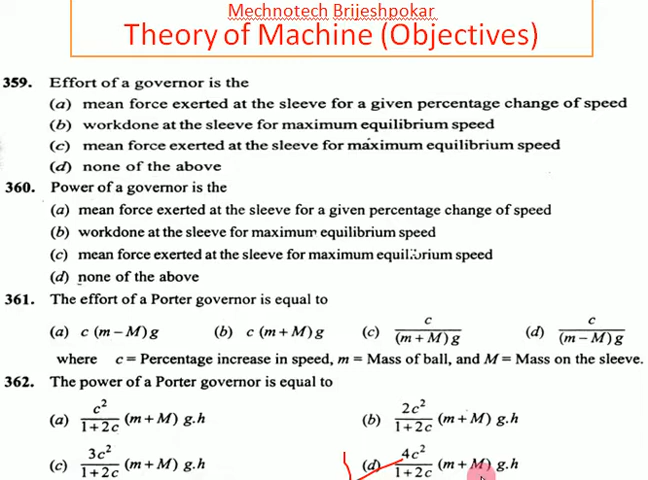 Mechnotech Brijeshpokar
Theory of Machine (Objectives)
359. Effort of a governor is the
(a) mean force exerted at the sleeve for a given percentage change of speed
(b) workdone at the sleeve for maximum equilibrium speed
(c) mean force exerted at the sleeve for maximum equilibrium speed
(d) none of the above
360. Power of a governor is the
(a) mean force exerted at the sleeve for a given percentage change of speed
(b) workdone at the sleeve for maximum equilibrium speed
(c) mean force exerted at the sleeve for maximum equilibrium speed
(d) none of the above
361. The effort of a Porter governor is equal to
(a) c (m – M) g (b) c (m + M) g (c) c / (m + M) g (d) c / (m – M) g
where c = Percentage increase in speed, m = Mass of ball, and M = Mass on the sleeve.
362. The power of a Porter governor is equal to
(a) c² / 1 + 2c (m + M) g.h (b) 2c² / 1 + 2c (m + M) g.h
(c) 3c² / 1 + 2c (m + M) g.h (d) 4c² / 1 + 2c (m + M) g.h